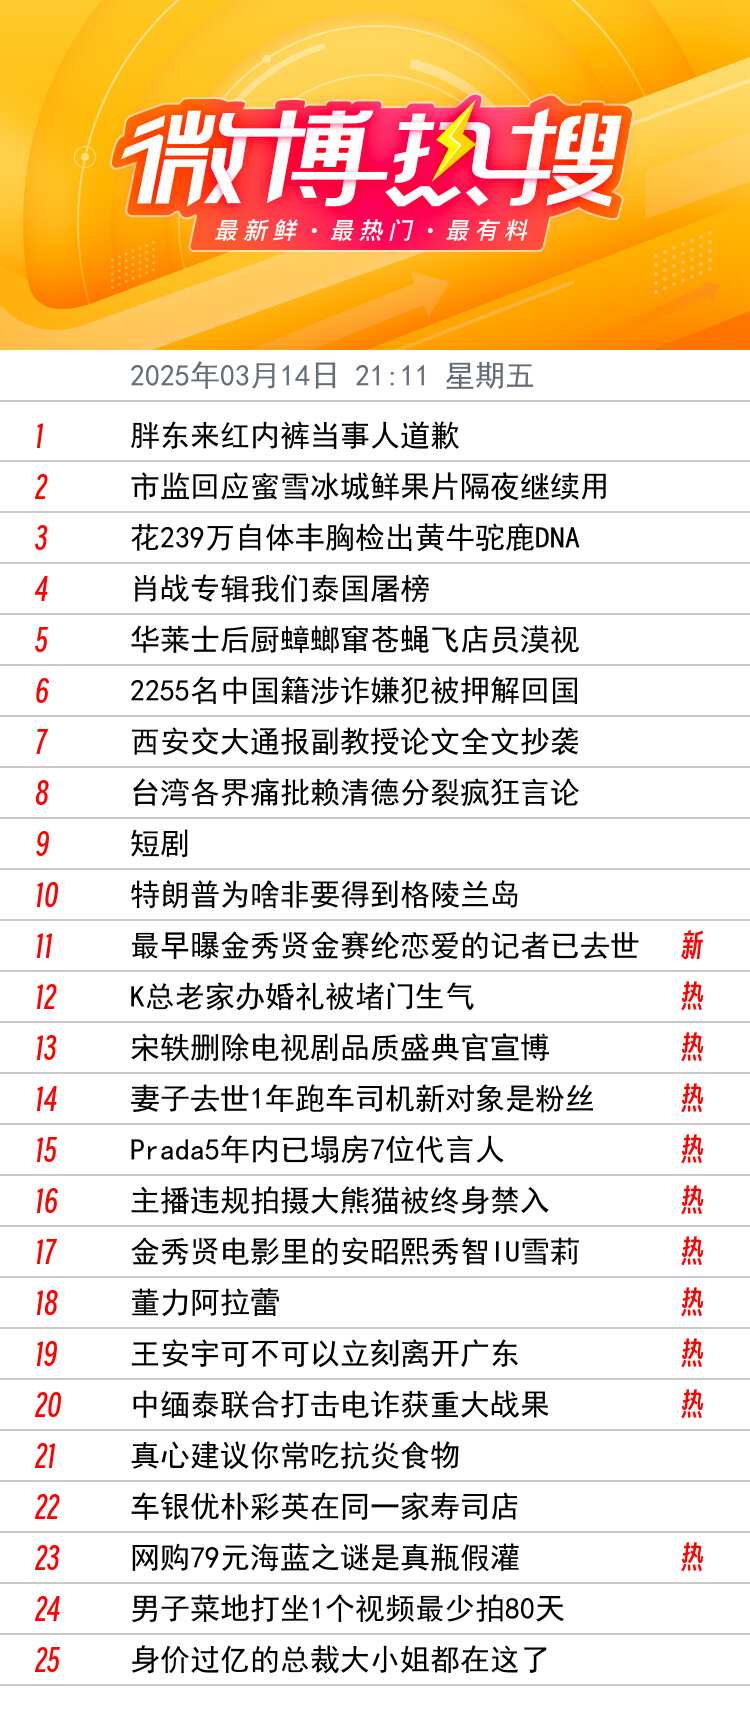 微博热搜
最新鲜·最热门·最有料
2025年03月14日 21:11 星期五
1 胖东来红内裤当事人道歉
2 市监回应蜜雪冰城鲜果片隔夜继续用
3 花239万自体丰胸检出黄牛驼鹿DNA
4 肖战专辑我们泰国屠榜
5 华莱士后厨蟑螂窜苍蝇飞店员漠视
6 2255名中国籍涉诈嫌犯被押解回国
7 西安交大通报副教授论文全文抄袭
8 台湾各界痛批赖清德分裂疯狂言论
9 短剧
10 特朗普为啥非要得到格陵兰岛
11 最早曝金秀贤金赛纶恋爱的记者已去世 新
12 K总老家办婚礼被堵门生气 热
13 宋轶删除电视剧品质盛典官宣博 热
14 妻子去世1年跑车司机新对象是粉丝 热
15 Prada5年内已塌房7位代言人 热
16 主播违规拍摄大熊猫被终身禁入 热
17 金秀贤电影里的安昭熙秀智IU雪莉 热
18 董力阿拉蕾 热
19 王安宇可不可以立刻离开广东 热
20 中缅泰联合打击电诈获重大战果 热
21 真心建议你常吃抗炎食物
22 车银优朴彩英在同一家寿司店
23 网购79元海蓝之谜是真瓶假灌 热
24 男子菜地打坐1个视频最少拍80天
25 身价过亿的总裁大小姐都在这了